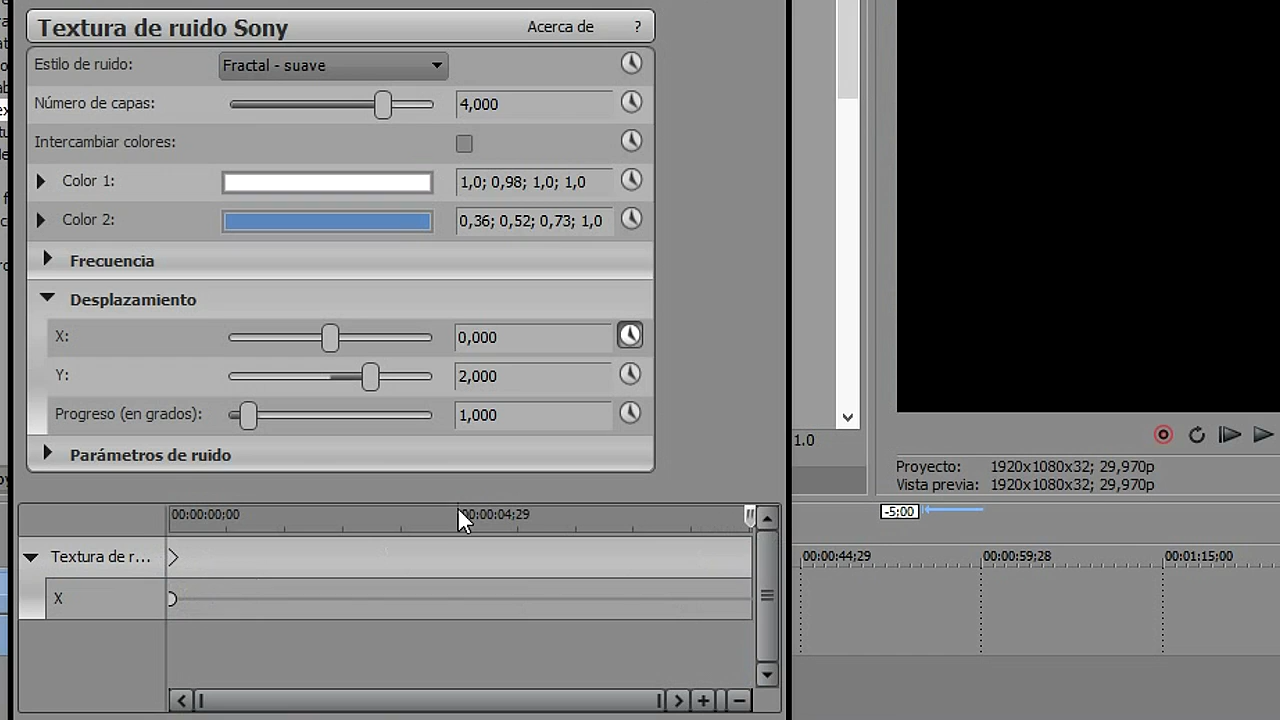 Textura de ruido Sony
Acerca de ?
Estilo de ruido: Fractal - suave
Número de capas: 4,000
Intercambiar colores:
Color 1: 1,0; 0,98; 1,0; 1,0
Color 2: 0,36; 0,52; 0,73; 1,0
Frecuencia
Desplazamiento
X: 0,000
Y: 2,000
Progreso (en grados): 1,000
Parámetros de ruido
1.0
Proyecto: 1920x1080x32; 29,970p
Vista previa: 1920x1080x32; 29,970p
-5:00
00:00:00;00 00:00:04;29
00:00:44;29 00:00:59;28 00:01:15;00
Textura de r...
X